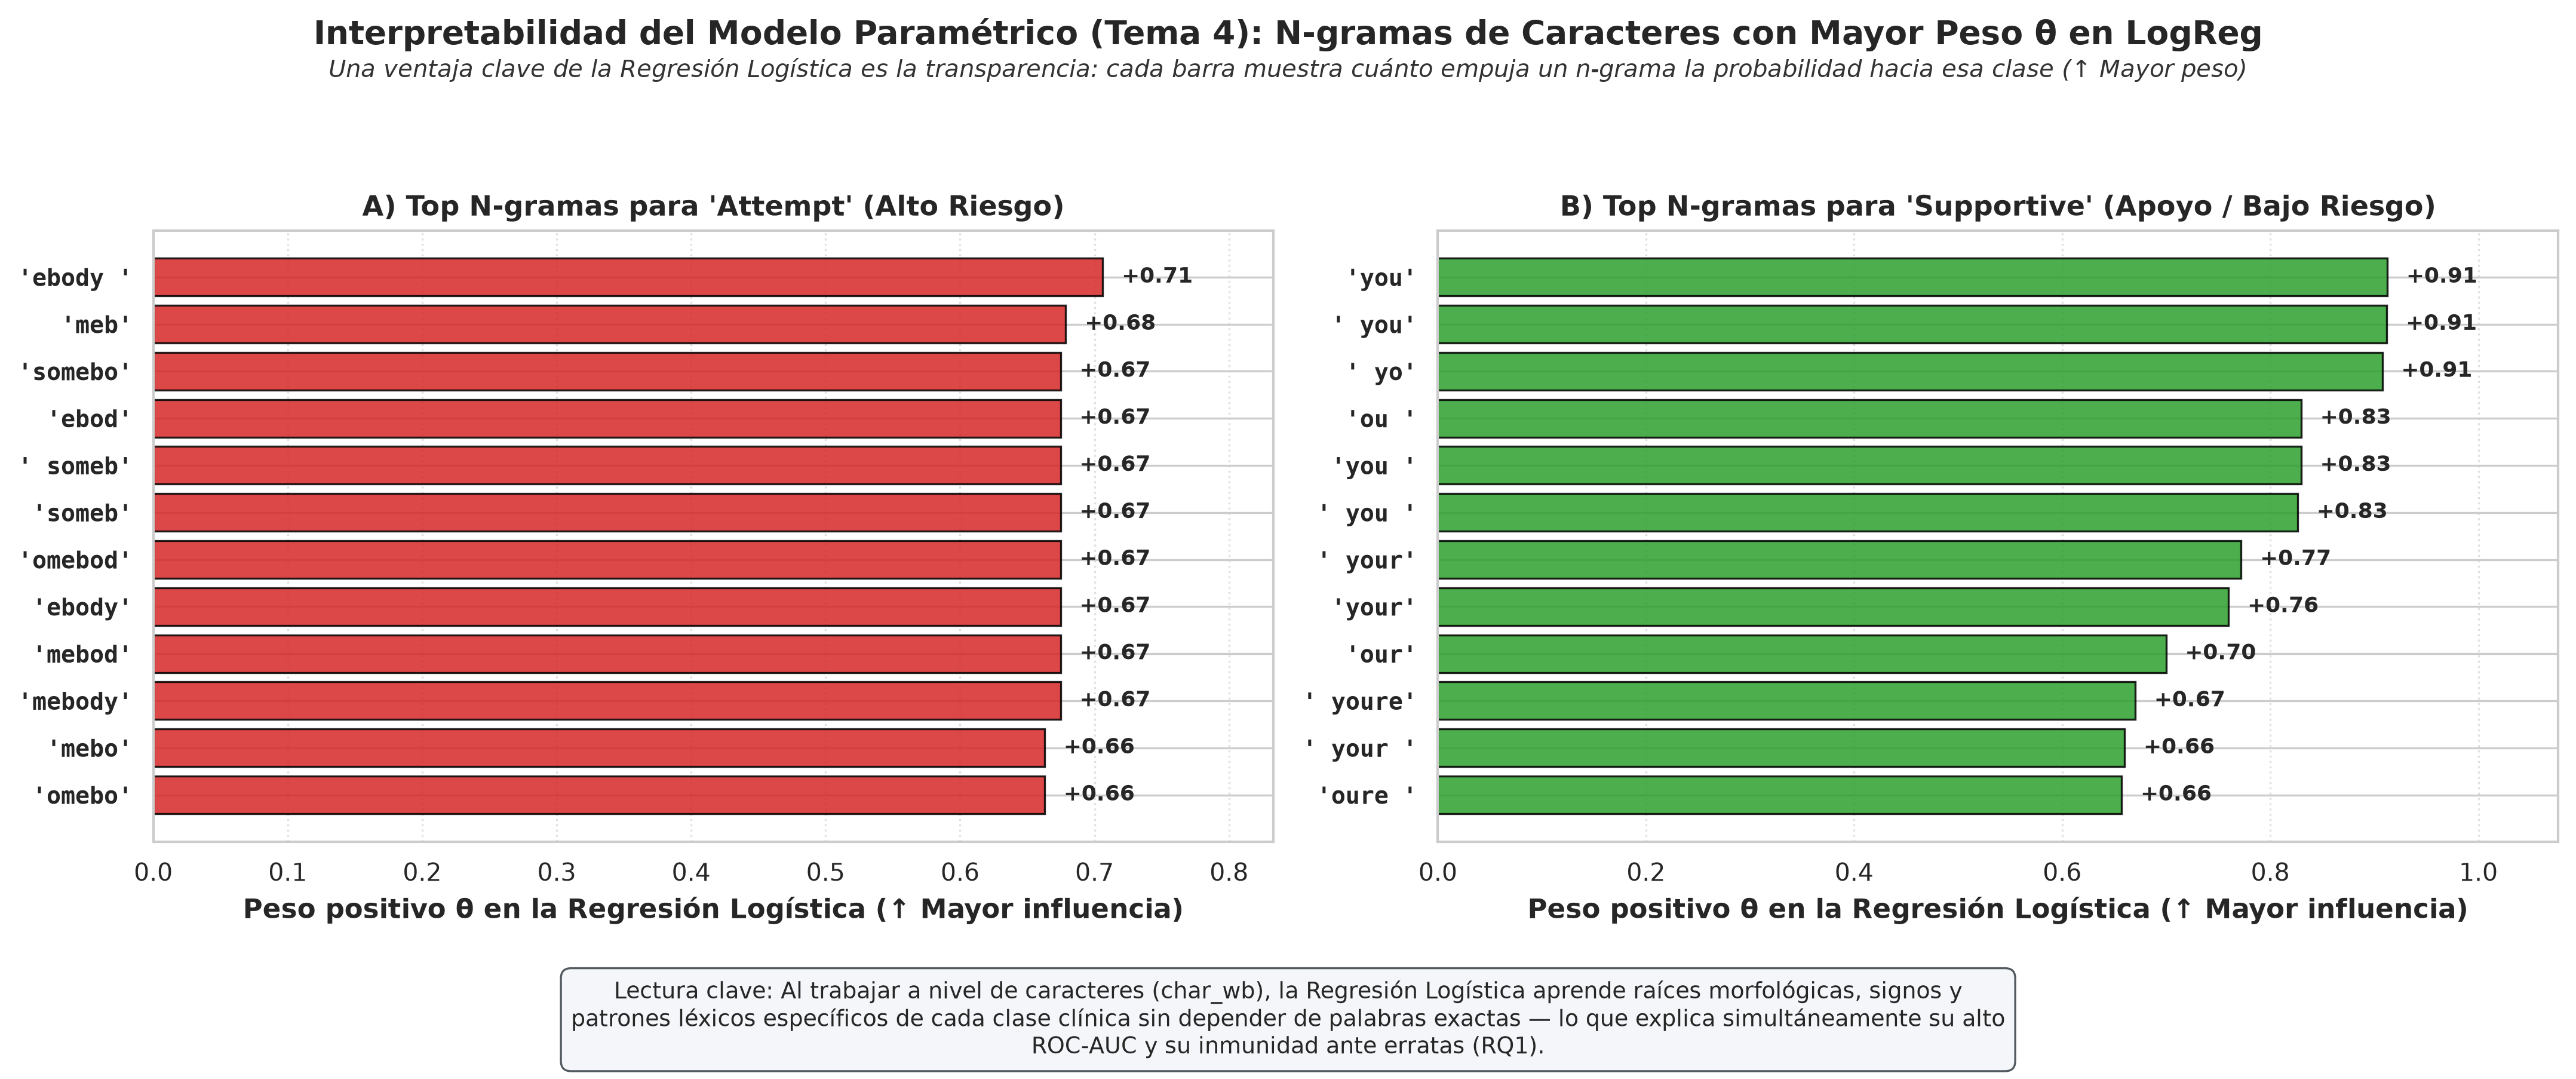 Interpretabilidad del Modelo Paramétrico (Tema 4): N-gramas de Caracteres con Mayor Peso θ en LogReg
Una ventaja clave de la Regresión Logística es la transparencia: cada barra muestra cuánto empuja un n-grama la probabilidad hacia esa clase (↑ Mayor peso)
A) Top N-gramas para 'Attempt' (Alto Riesgo)
'ebody ' +0.71
'meb' +0.68
'somebo' +0.67
'ebod' +0.67
' someb' +0.67
'someb' +0.67
'omebod' +0.67
'ebody' +0.67
'mebod' +0.67
'mebody' +0.67
'mebo' +0.66
'omebo' +0.66
0.0 0.1 0.2 0.3 0.4 0.5 0.6 0.7 0.8
Peso positivo θ en la Regresión Logística (↑ Mayor influencia)
B) Top N-gramas para 'Supportive' (Apoyo / Bajo Riesgo)
'you' +0.91
' you' +0.91
' yo' +0.91
'ou ' +0.83
'you ' +0.83
' you ' +0.83
' your' +0.77
'your' +0.76
'our' +0.70
' youre' +0.67
' your ' +0.66
'oure ' +0.66
0.0 0.2 0.4 0.6 0.8 1.0
Peso positivo θ en la Regresión Logística (↑ Mayor influencia)
Lectura clave: Al trabajar a nivel de caracteres (char_wb), la Regresión Logística aprende raíces morfológicas, signos y
patrones léxicos específicos de cada clase clínica sin depender de palabras exactas — lo que explica simultáneamente su alto
ROC-AUC y su inmunidad ante erratas (RQ1).